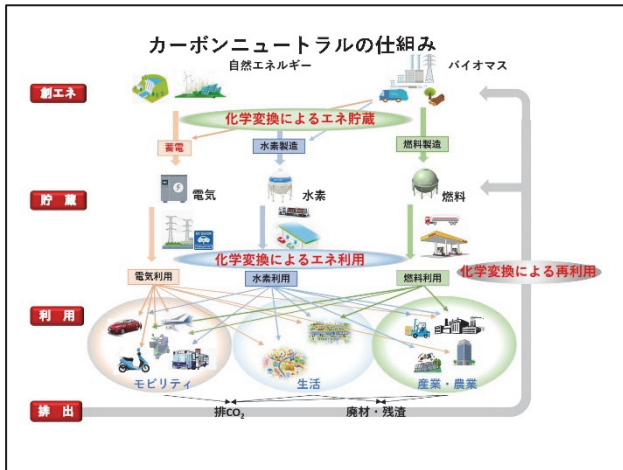 カーボンニュートラルの仕組み
自然エネルギー
バイオマス
創エネ
化学変換によるエネ貯蔵
蓄電
水素製造
燃料製造
貯 蔵
電気
水素
燃料
化学変換によるエネ利用
電気利用
水素利用
燃料利用
化学変換による再利用
利 用
モビリティ
生活
産業・農業
排 出
排CO₂
廃材・残渣